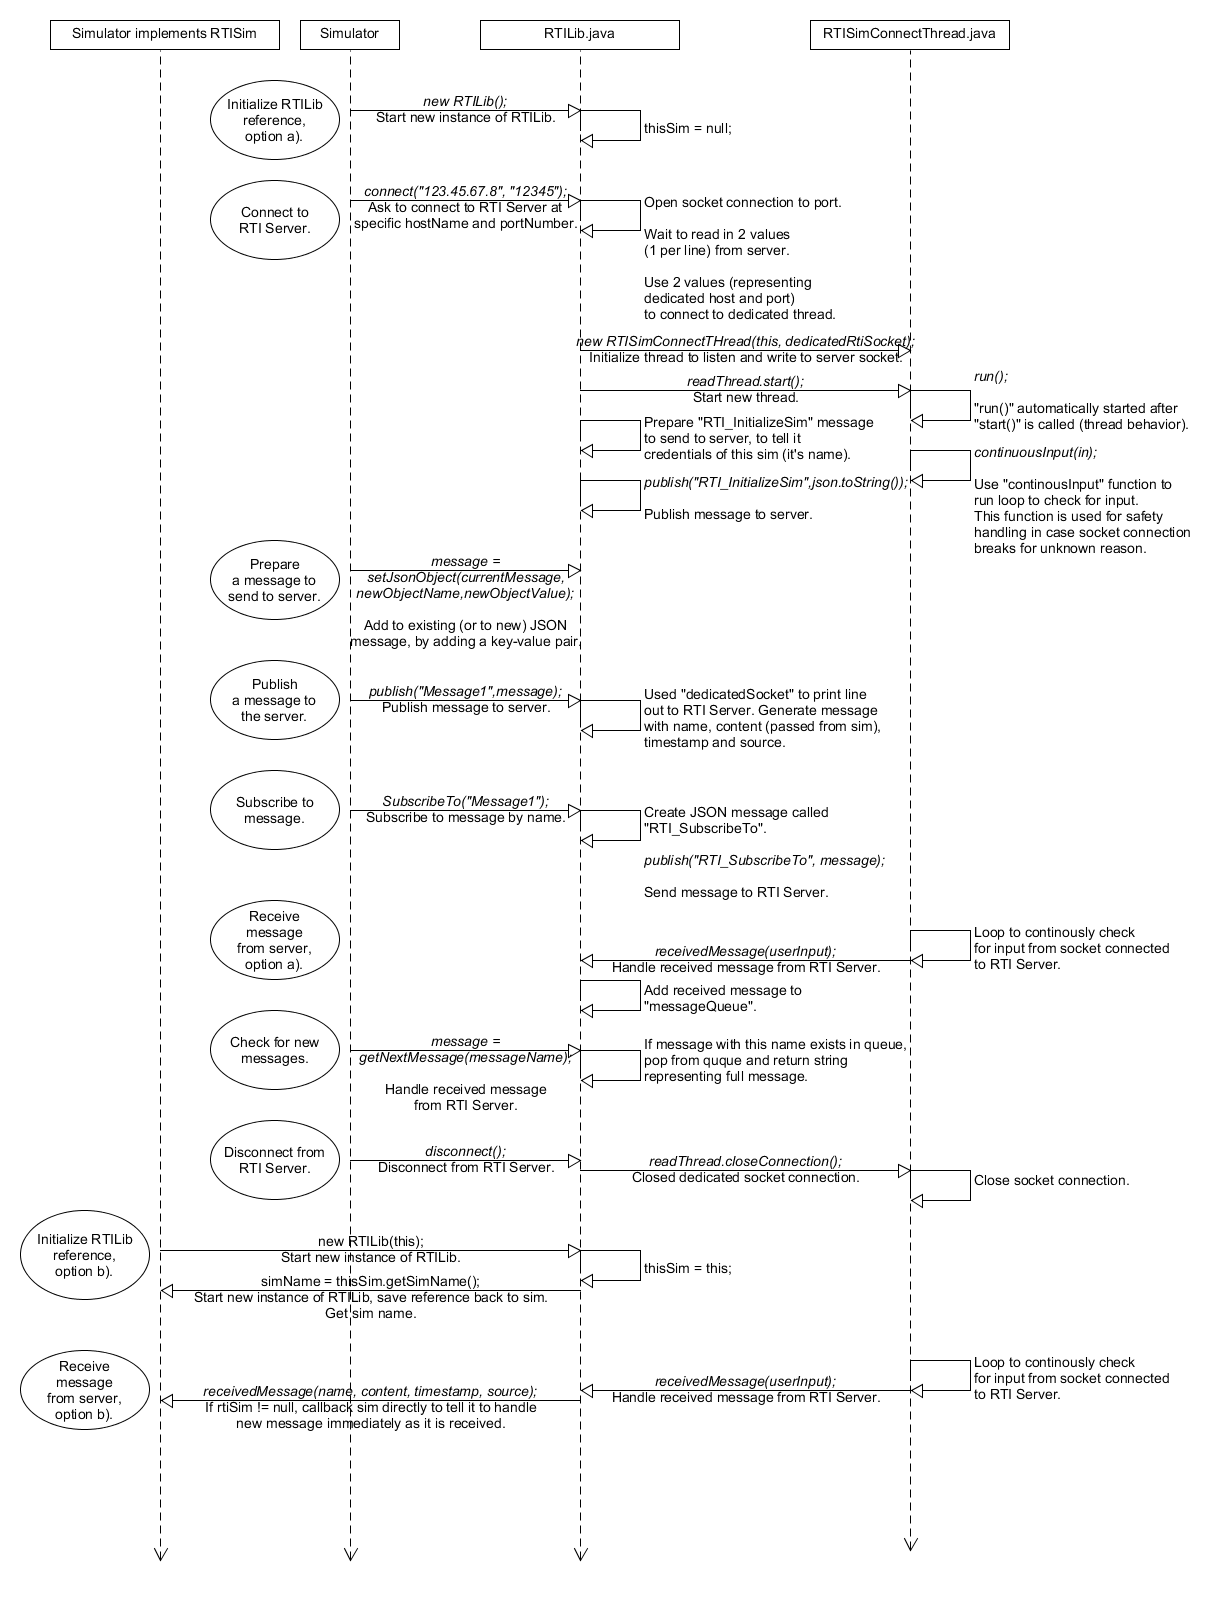 Simulator implements RTISim
Simulator
RTILib.java
RTISimConnectThread.java
Initialize RTILib
reference,
option a).
new RTILib();
Start new instance of RTILib.
thisSim = null;
Connect to
RTI Server.
connect("123.45.67.8", "12345");
Ask to connect to RTI Server at
specific hostName and portNumber.
Open socket connection to port.
Wait to read in 2 values
(1 per line) from server.
Use 2 values (representing
dedicated host and port)
to connect to dedicated thread.
new RTISimConnectTHread(this, dedicatedRtiSocket);
Initialize thread to listen and write to server socket.
readThread.start();
Start new thread.
run();
"run()" automatically started after
"start()" is called (thread behavior).
Prepare "RTI_InitializeSim" message
to send to server, to tell it
credentials of this sim (it's name).
continuousInput(in);
Use "continousInput" function to
run loop to check for input.
This function is used for safety
handling in case socket connection
breaks for unknown reason.
publish("RTI_InitializeSim",json.toString());
Publish message to server.
Prepare
a message to
send to server.
message =
setJsonObject(currentMessage,
newObjectName,newObjectValue);
Add to existing (or to new) JSON
message, by adding a key-value pair.
Publish
a message to
the server.
publish("Message1",message);
Publish message to server.
Used "dedicatedSocket" to print line
out to RTI Server. Generate message
with name, content (passed from sim),
timestamp and source.
Subscribe to
message.
SubscribeTo("Message1");
Subscribe to message by name.
Create JSON message called
"RTI_SubscribeTo".
publish("RTI_SubscribeTo", message);
Send message to RTI Server.
Receive
message
from server,
option a).
Loop to continously check
for input from socket connected
to RTI Server.
receivedMessage(userInput);
Handle received message from RTI Server.
Add received message to
"messageQueue".
Check for new
messages.
message =
getNextMessage(messageName);
Handle received message
from RTI Server.
If message with this name exists in queue,
pop from quque and return string
representing full message.
Disconnect from
RTI Server.
disconnect();
Disconnect from RTI Server.
readThread.closeConnection();
Closed dedicated socket connection.
Close socket connection.
Initialize RTILib
reference,
option b).
new RTILib(this);
Start new instance of RTILib.
thisSim = this;
simName = thisSim.getSimName();
Start new instance of RTILib, save reference back to sim.
Get sim name.
Receive
message
from server,
option b).
Loop to continously check
for input from socket connected
to RTI Server.
receivedMessage(userInput);
Handle received message from RTI Server.
receivedMessage(name, content, timestamp, source);
If rtiSim != null, callback sim directly to tell it to handle
new message immediately as it is received.